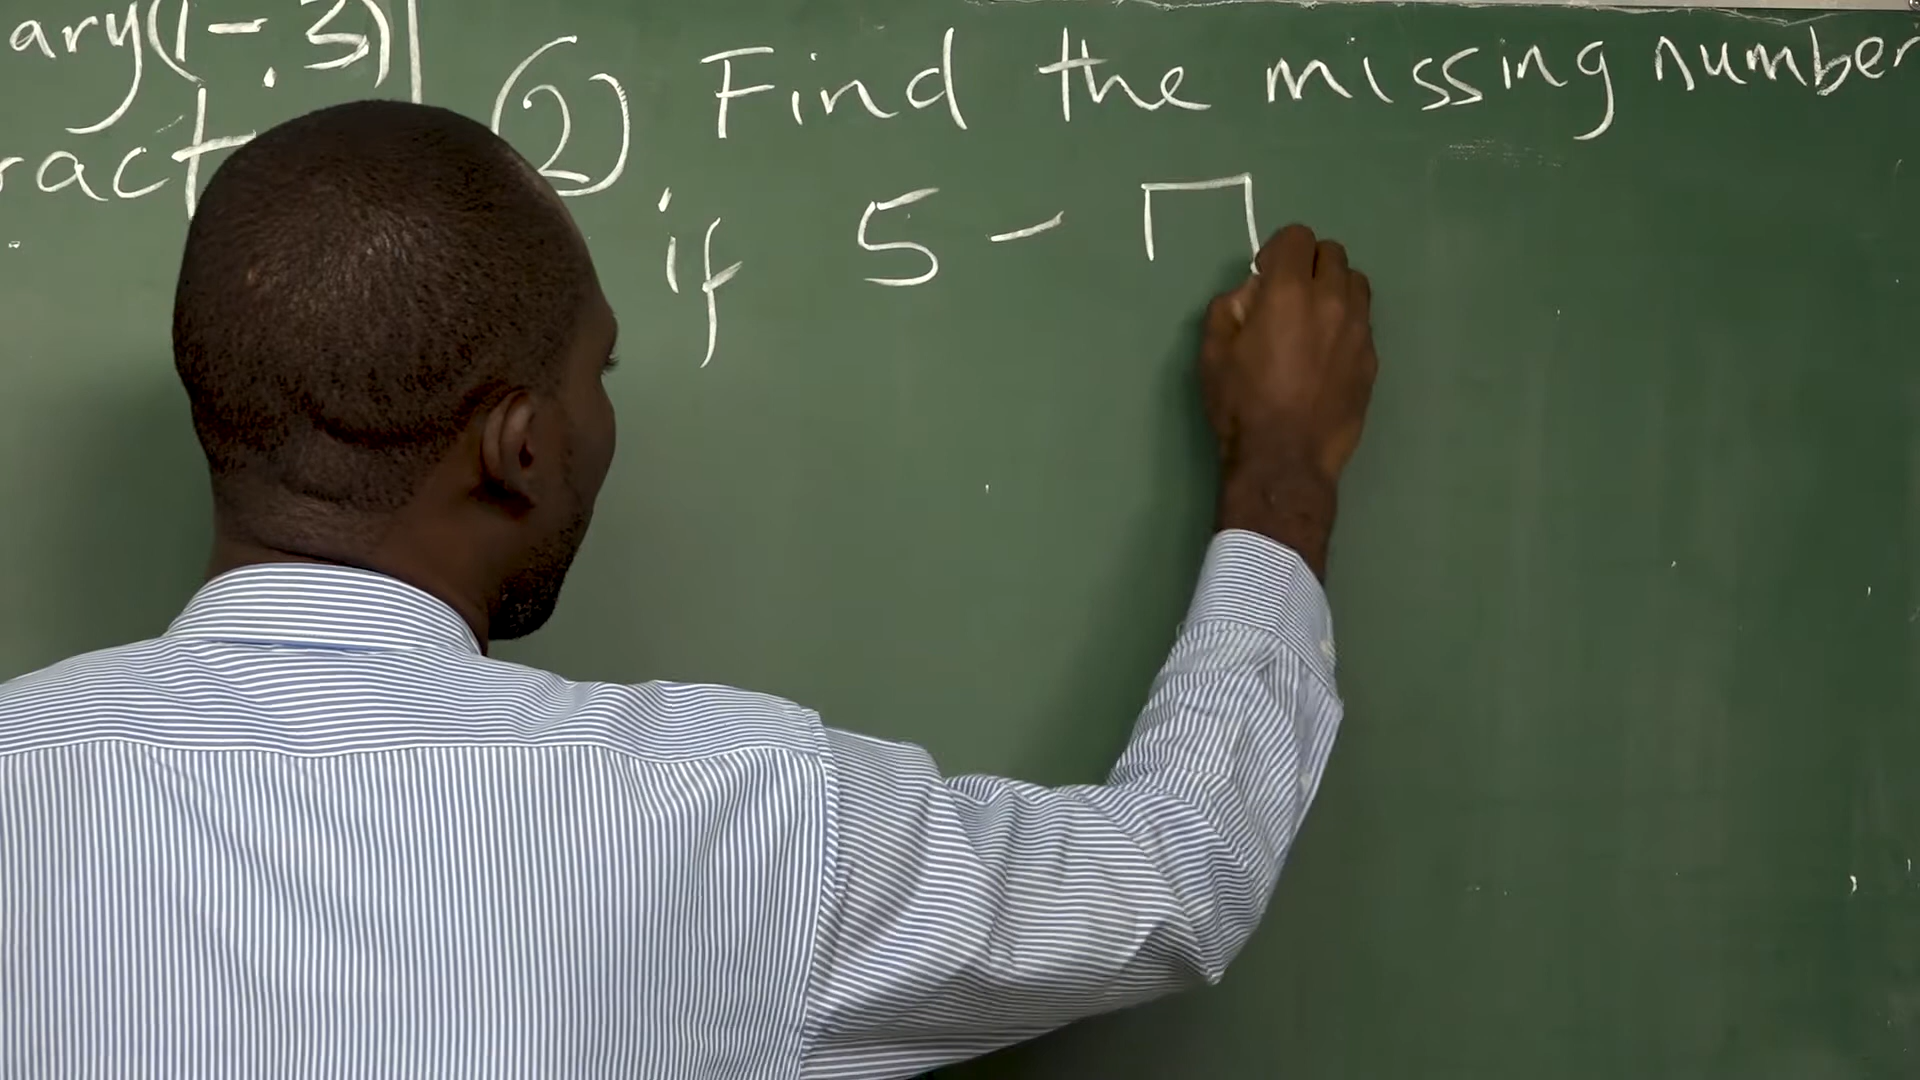 ary(1-3)
ract
② Find the missing number
if 5 - □